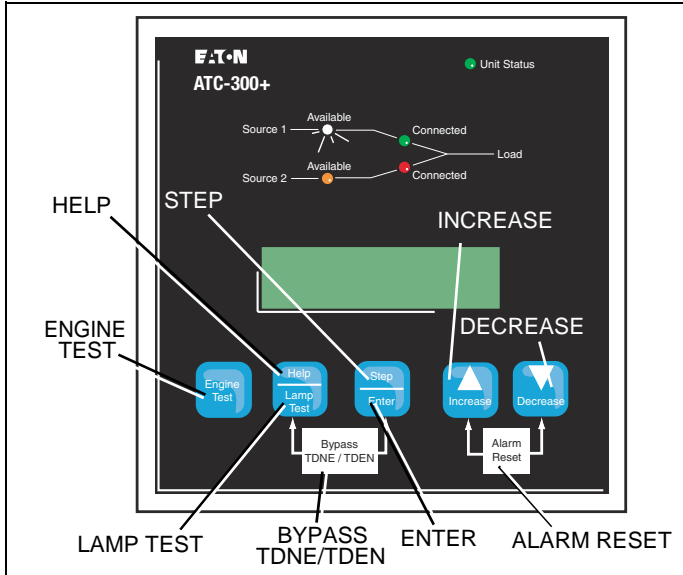 EATON
ATC-300+
Unit Status
Available
Source 1
Connected
Load
Available
Source 2
Connected
HELP
STEP
INCREASE
ENGINE
TEST
DECREASE
Engine
Test
Help
Lamp
Test
Step
Enter
Increase
Decrease
Bypass
TDNE / TDEN
Alarm
Reset
LAMP TEST
BYPASS
TDNE/TDEN
ENTER
ALARM RESET